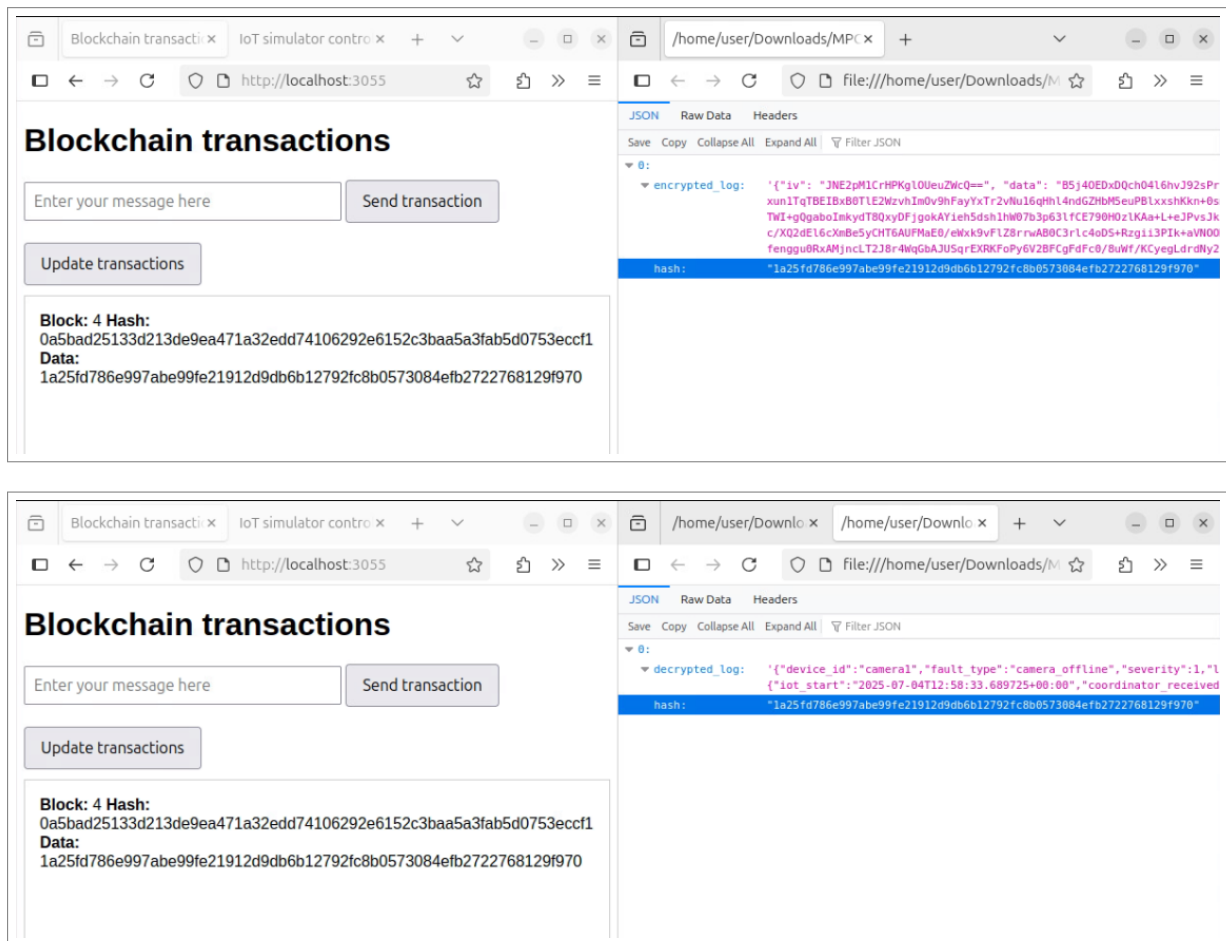 Blockchain transactio
IoT simulator contro
/home/user/Downloads/MPC
http://localhost:3055
file:///home/user/Downloads/M
JSON Raw Data Headers
Save Copy Collapse All Expand All Filter JSON
Blockchain transactions
Enter your message here
Send transaction
Update transactions
Block: 4 Hash:
0a5bad25133d213de9ea471a32edd74106292e6152c3baa5a3fab5d0753eccf1
Data:
1a25fd786e997abe99fe21912d9db6b12792fc8b0573084efb2722768129f970
0:
encrypted_log: '{"iv": "JNE2pM1CrHPKglOUeuZWcQ==", "data": "B5j4OEDxDQchO4l6hvJ92sPr
xun1TqTBEIBxB0TlE2WzvhImOv9hFayYxTr2vNu16qHhl4ndGZHbM5euPBlxxshKkn+0s
TWI+gQgaboImkydT8QxyDFjgokAYieh5dsh1hW07b3p63lfCE790HOzlKAa+L+eJPvsJk
c/XQ2dEl6cXmBe5yCHT6AUFMaE0/eWxk9vFlZ8rrwAB0C3rlc4oDS+Rzgii3PIk+aVNOO
fenggu0RxAMjncLT2J8r4WqGbAJUSqrEXRKFoPy6V2BFCgFdFc0/8uWf/KCyegLdrdNy2
hash: "1a25fd786e997abe99fe21912d9db6b12792fc8b0573084efb2722768129f970"
Blockchain transactio
IoT simulator contro
/home/user/Downlo
/home/user/Downlo
http://localhost:3055
file:///home/user/Downloads/M
JSON Raw Data Headers
Save Copy Collapse All Expand All Filter JSON
Blockchain transactions
Enter your message here
Send transaction
Update transactions
Block: 4 Hash:
0a5bad25133d213de9ea471a32edd74106292e6152c3baa5a3fab5d0753eccf1
Data:
1a25fd786e997abe99fe21912d9db6b12792fc8b0573084efb2722768129f970
0:
decrypted_log: '{"device_id":"camera1","fault_type":"camera_offline","severity":1,"l
{"iot_start":"2025-07-04T12:58:33.689725+00:00","coordinator_received
hash: "1a25fd786e997abe99fe21912d9db6b12792fc8b0573084efb2722768129f970"